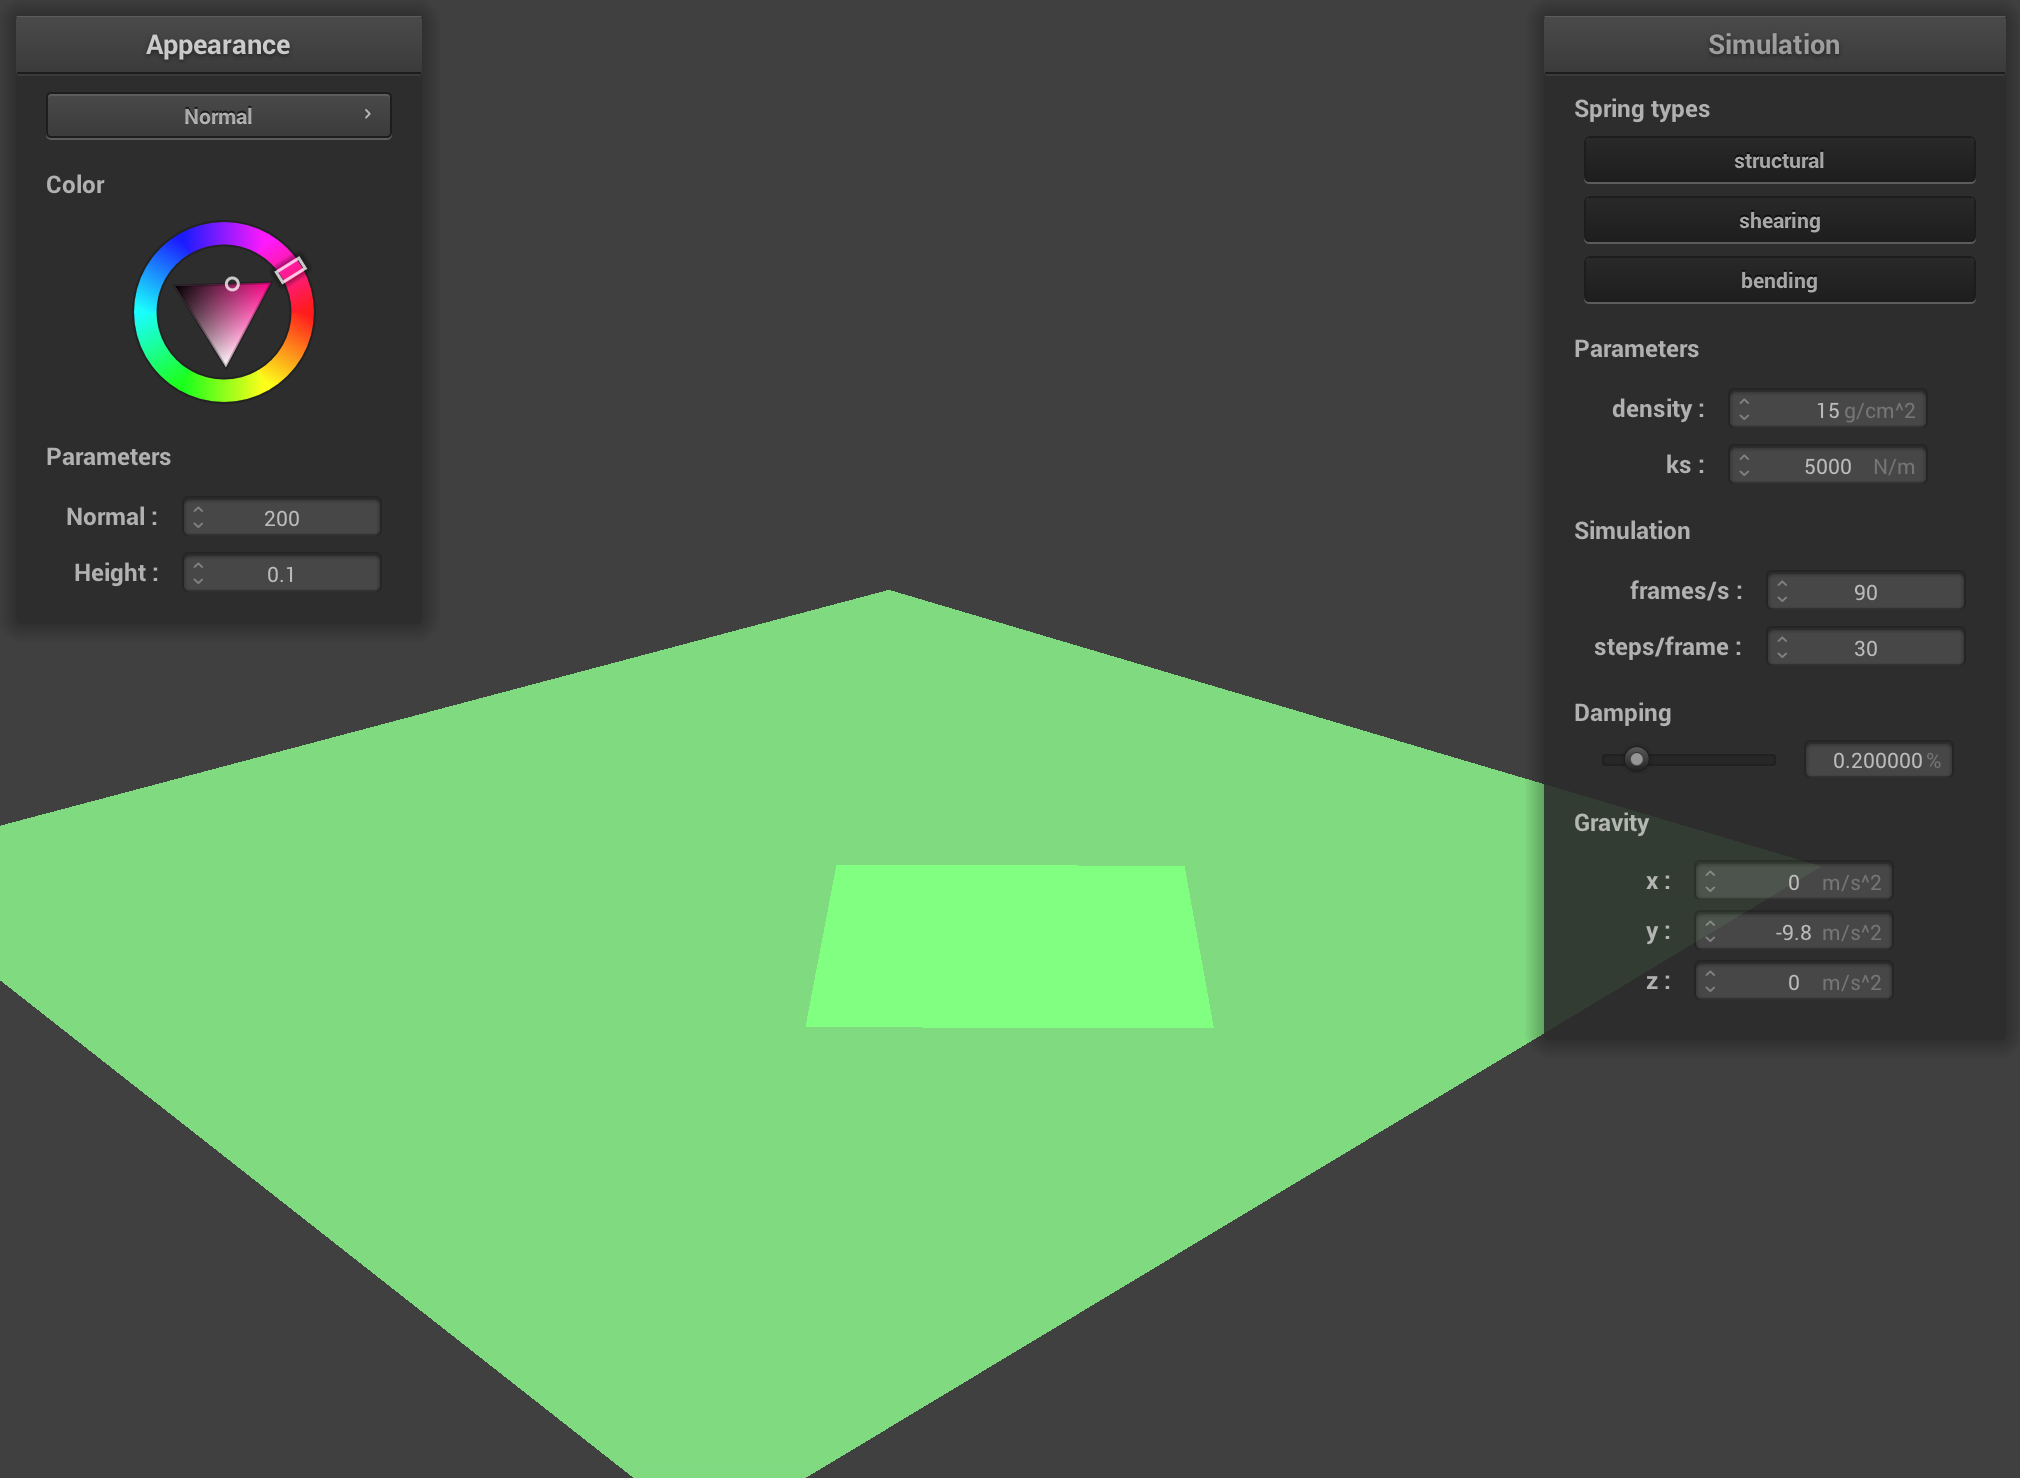 Appearance
Normal
Color
Parameters
Normal : 200
Height : 0.1
Simulation
Spring types
structural
shearing
bending
Parameters
density : 15 g/cm^2
ks : 5000 N/m
Simulation
frames/s : 90
steps/frame : 30
Damping
0.200000 %
Gravity
x : 0 m/s^2
y : -9.8 m/s^2
z : 0 m/s^2